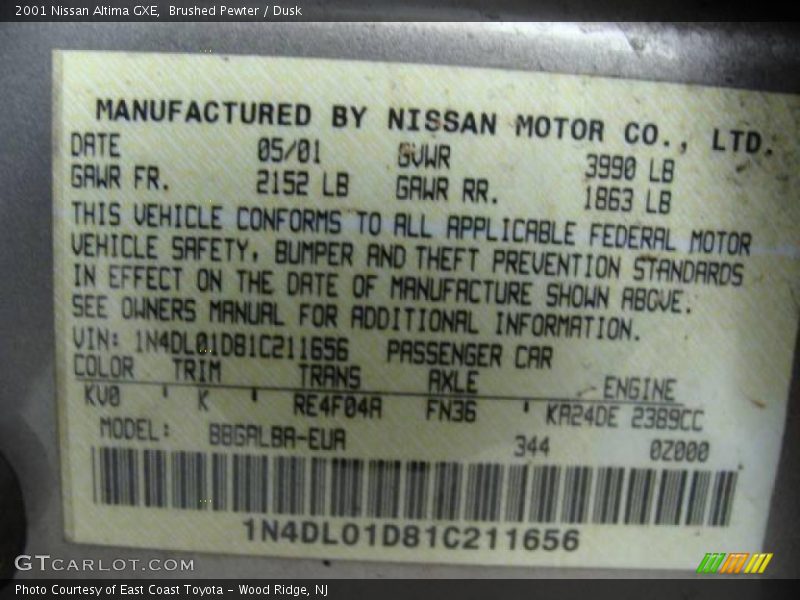 2001 Nissan Altima GXE, Brushed Pewter / Dusk
MANUFACTURED BY NISSAN MOTOR CO., LTD.
DATE 05/01 GVWR 3990 LB
GAWR FR. 2152 LB GAWR RR. 1863 LB
THIS VEHICLE CONFORMS TO ALL APPLICABLE FEDERAL MOTOR
VEHICLE SAFETY, BUMPER AND THEFT PREVENTION STANDARDS
IN EFFECT ON THE DATE OF MANUFACTURE SHOWN ABOVE.
SEE OWNERS MANUAL FOR ADDITIONAL INFORMATION.
VIN: 1N4DL01D81C211656 PASSENGER CAR
COLOR TRIM TRANS AXLE ENGINE
KV0 K RE4F04A FN36 KA24DE 2389CC
MODEL: BBGALBA-EUA 344 0Z000
1N4DL01D81C211656
GTCARLOT.COM
Photo Courtesy of East Coast Toyota - Wood Ridge, NJ